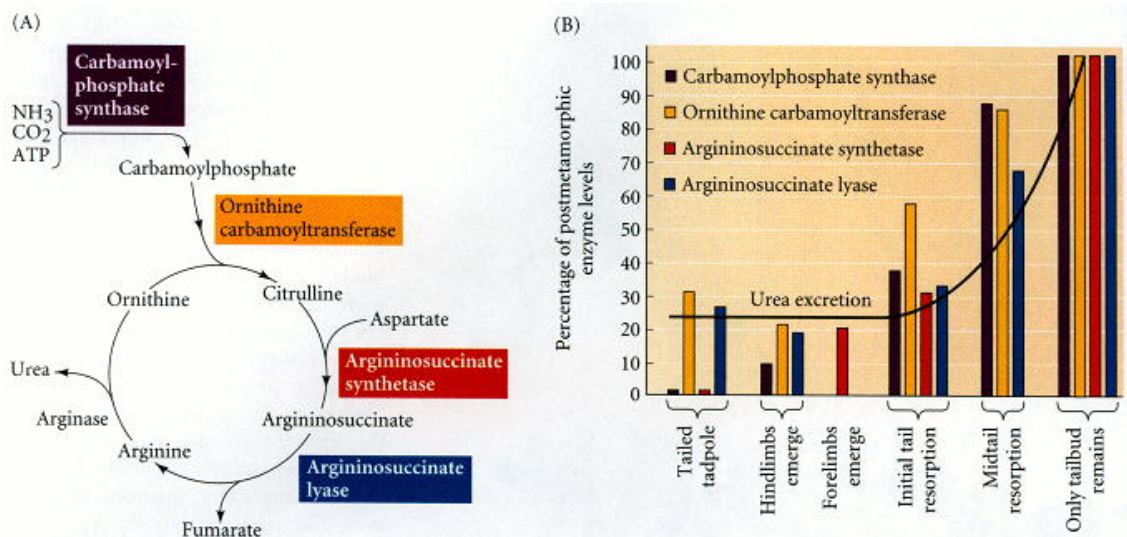 (A)
Carbamoyl-
phosphate
synthase
NH3
CO2
ATP
Carbamoylphosphate
Ornithine
carbamoyltransferase
Ornithine
Citrulline
Aspartate
Argininosuccinate
synthetase
Urea
Arginase
Argininosuccinate
Arginine
Argininosuccinate
lyase
Fumarate
(B)
Percentage of postmetamorphic
enzyme levels
100
90
80
70
60
50
40
30
20
10
0
Carbamoylphosphate synthase
Ornithine carbamoyltransferase
Argininosuccinate synthetase
Argininosuccinate lyase
Urea excretion
Tailed
tadpole
Hindlimbs
emerge
Forelimbs
emerge
Initial tail
resorption
Midtail
resorption
Only tailbud
remains